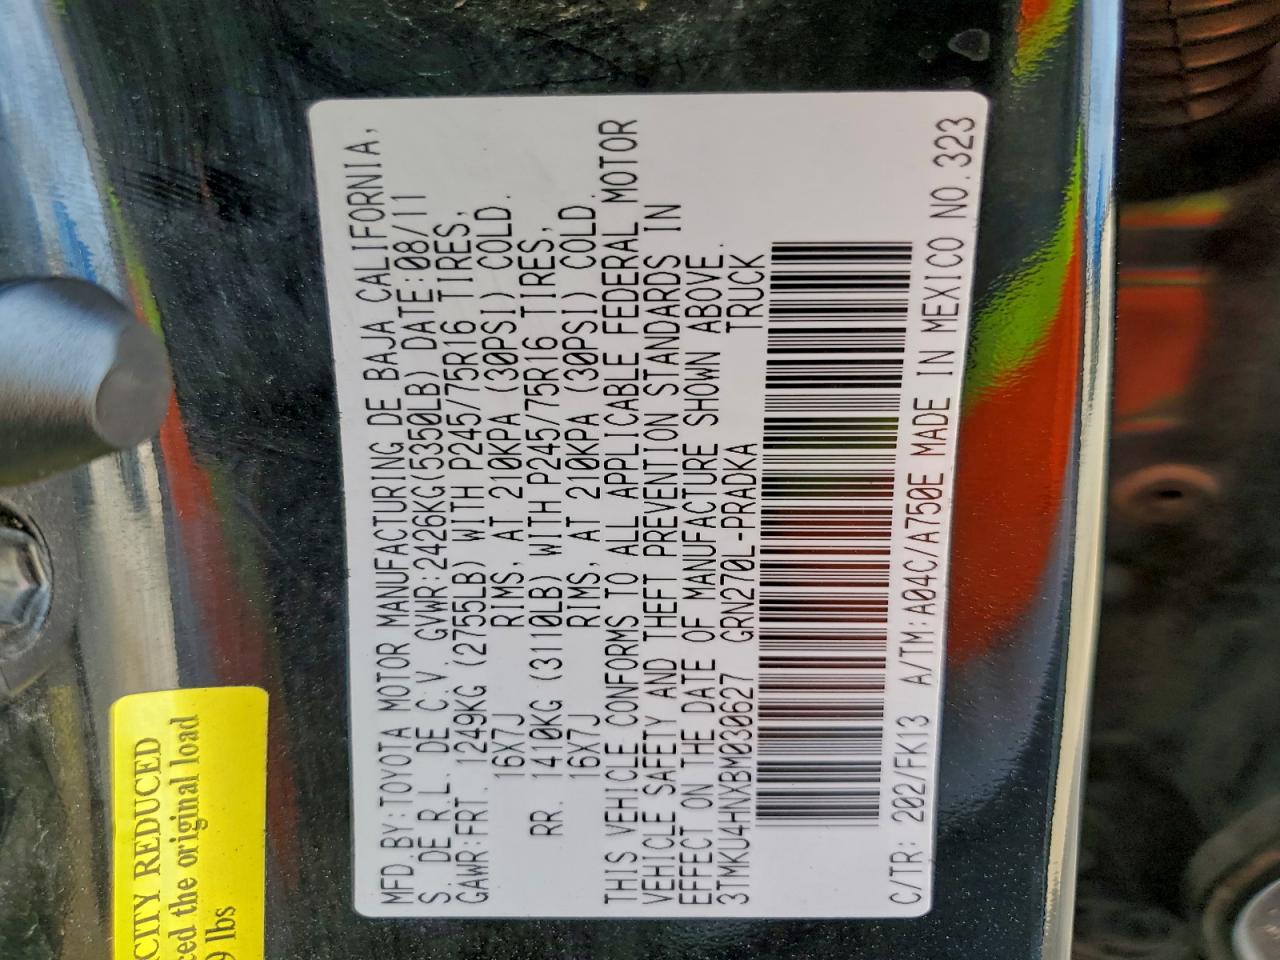 MFD.BY:TOYOTA MOTOR MANUFACTURING DE BAJA CALIFORNIA,
S. DE R.L. DE C.V. GVWR:2426KG(5350LB) DATE:08/11
GAWR:FRT. 1249KG (2755LB) WITH P245/75R16 TIRES,
16X7J RIMS, AT 210KPA (30PSI) COLD.
RR. 1410KG (3110LB) WITH P245/75R16 TIRES,
16X7J RIMS, AT 210KPA (30PSI) COLD.
THIS VEHICLE CONFORMS TO ALL APPLICABLE FEDERAL MOTOR
VEHICLE SAFETY AND THEFT PREVENTION STANDARDS IN
EFFECT ON THE DATE OF MANUFACTURE SHOWN ABOVE.
3TMKU4HNXBM030627 GRN270L-PRADKA TRUCK
C/TR: 202/FK13 A/TM:A04C/A750E MADE IN MEXICO NO.323
CITY REDUCED
ced the original load
9 lbs